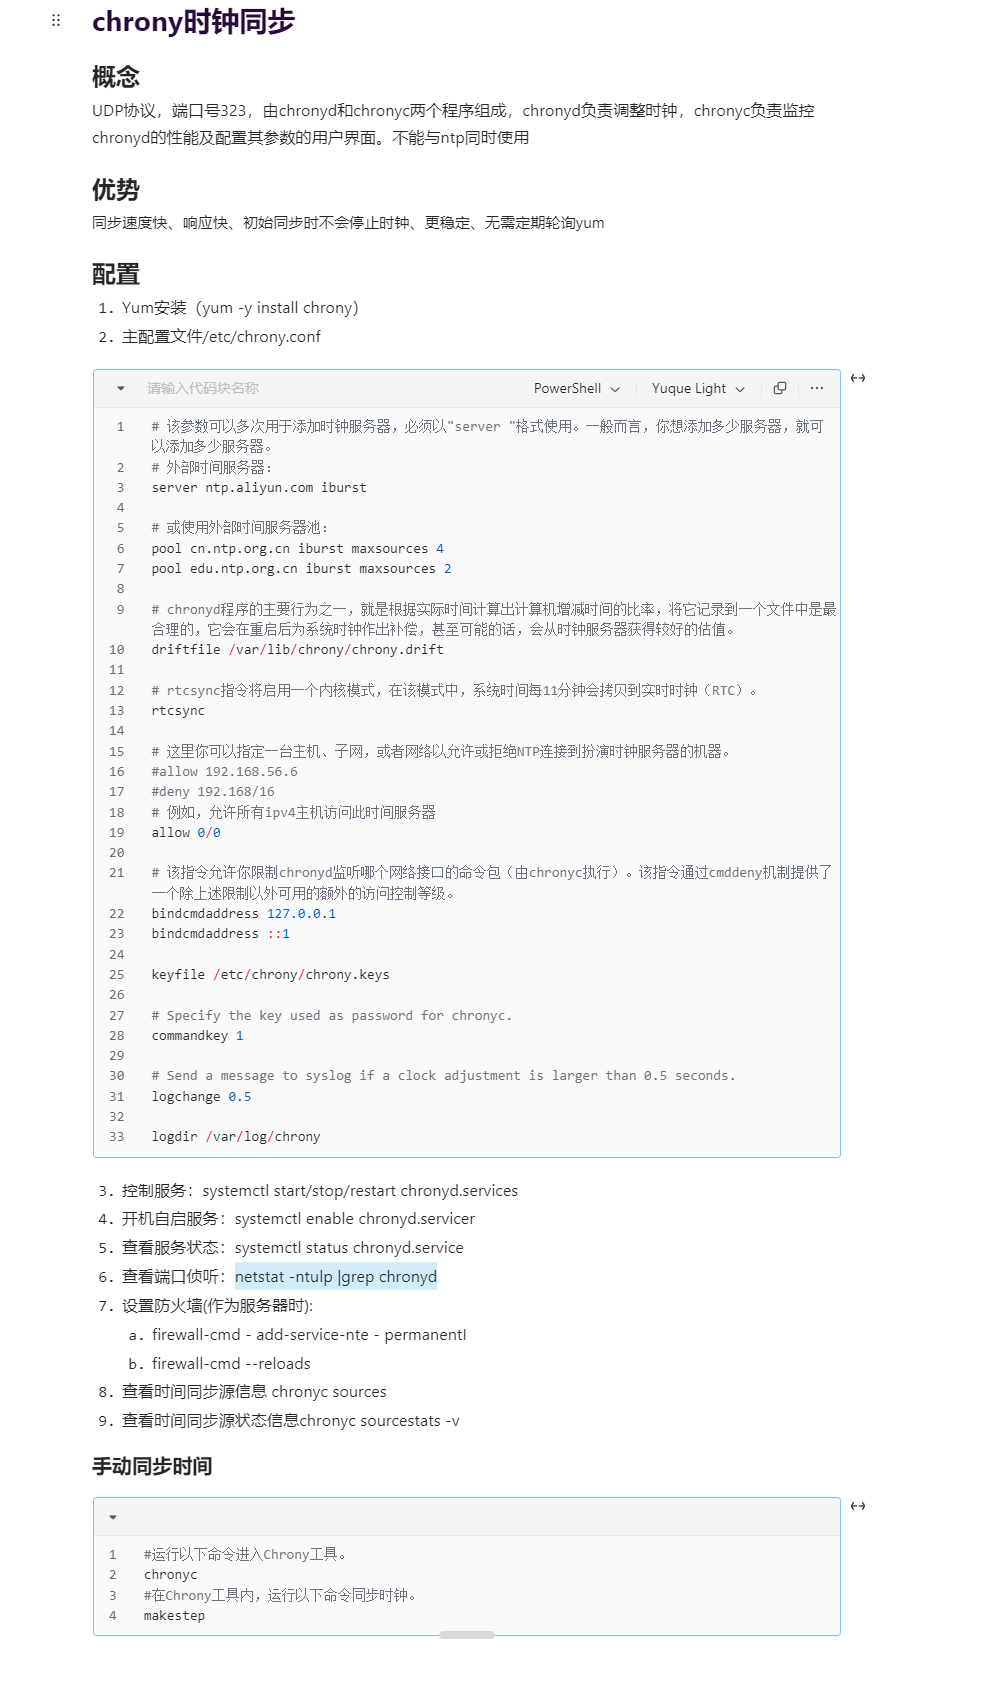 chrony时钟同步
概念
UDP协议，端口号323，由chronyd和chronyc两个程序组成，chronyd负责调整时钟，chronyc负责监控
chronyd的性能及配置其参数的用户界面。不能与ntp同时使用
优势
同步速度快、响应快、初始同步时不会停止时钟、更稳定、无需定期轮询yum
配置
1. Yum安装（yum -y install chrony）
2. 主配置文件/etc/chrony.conf
请输入代码块名称 PowerShell Yuque Light
1 # 该参数可以多次用于添加时钟服务器，必须以"server "格式使用。一般而言，你想添加多少服务器，就可
以添加多少服务器。
2 # 外部时间服务器：
3 server ntp.aliyun.com iburst
4
5 # 或使用外部时间服务器池：
6 pool cn.ntp.org.cn iburst maxsources 4
7 pool edu.ntp.org.cn iburst maxsources 2
8
9 # chronyd程序的主要行为之一，就是根据实际时间计算出计算机增减时间的比率，将它记录到一个文件中是最
合理的，它会在重启后为系统时钟作出补偿，甚至可能的话，会从时钟服务器获得较好的估值。
10 driftfile /var/lib/chrony/chrony.drift
11
12 # rtcsync指令将启用一个内核模式，在该模式中，系统时间每11分钟会拷贝到实时时钟（RTC）。
13 rtcsync
14
15 # 这里你可以指定一台主机、子网，或者网络以允许或拒绝NTP连接到扮演时钟服务器的机器。
16 #allow 192.168.56.6
17 #deny 192.168/16
18 # 例如，允许所有ipv4主机访问此时间服务器
19 allow 0/0
20
21 # 该指令允许你限制chronyd监听哪个网络接口的命令包（由chronyc执行）。该指令通过cmddeny机制提供了
一个除上述限制以外可用的额外的访问控制等级。
22 bindcmdaddress 127.0.0.1
23 bindcmdaddress ::1
24
25 keyfile /etc/chrony/chrony.keys
26
27 # Specify the key used as password for chronyc.
28 commandkey 1
29
30 # Send a message to syslog if a clock adjustment is larger than 0.5 seconds.
31 logchange 0.5
32
33 logdir /var/log/chrony
3. 控制服务：systemctl start/stop/restart chronyd.services
4. 开机自启服务：systemctl enable chronyd.servicer
5. 查看服务状态：systemctl status chronyd.service
6. 查看端口侦听：netstat -ntulp |grep chronyd
7. 设置防火墙(作为服务器时):
a. firewall-cmd - add-service-nte - permanentl
b. firewall-cmd --reloads
8. 查看时间同步源信息 chronyc sources
9. 查看时间同步源状态信息chronyc sourcestats -v
手动同步时间
1 #运行以下命令进入Chrony工具。
2 chronyc
3 #在Chrony工具内，运行以下命令同步时钟。
4 makestep